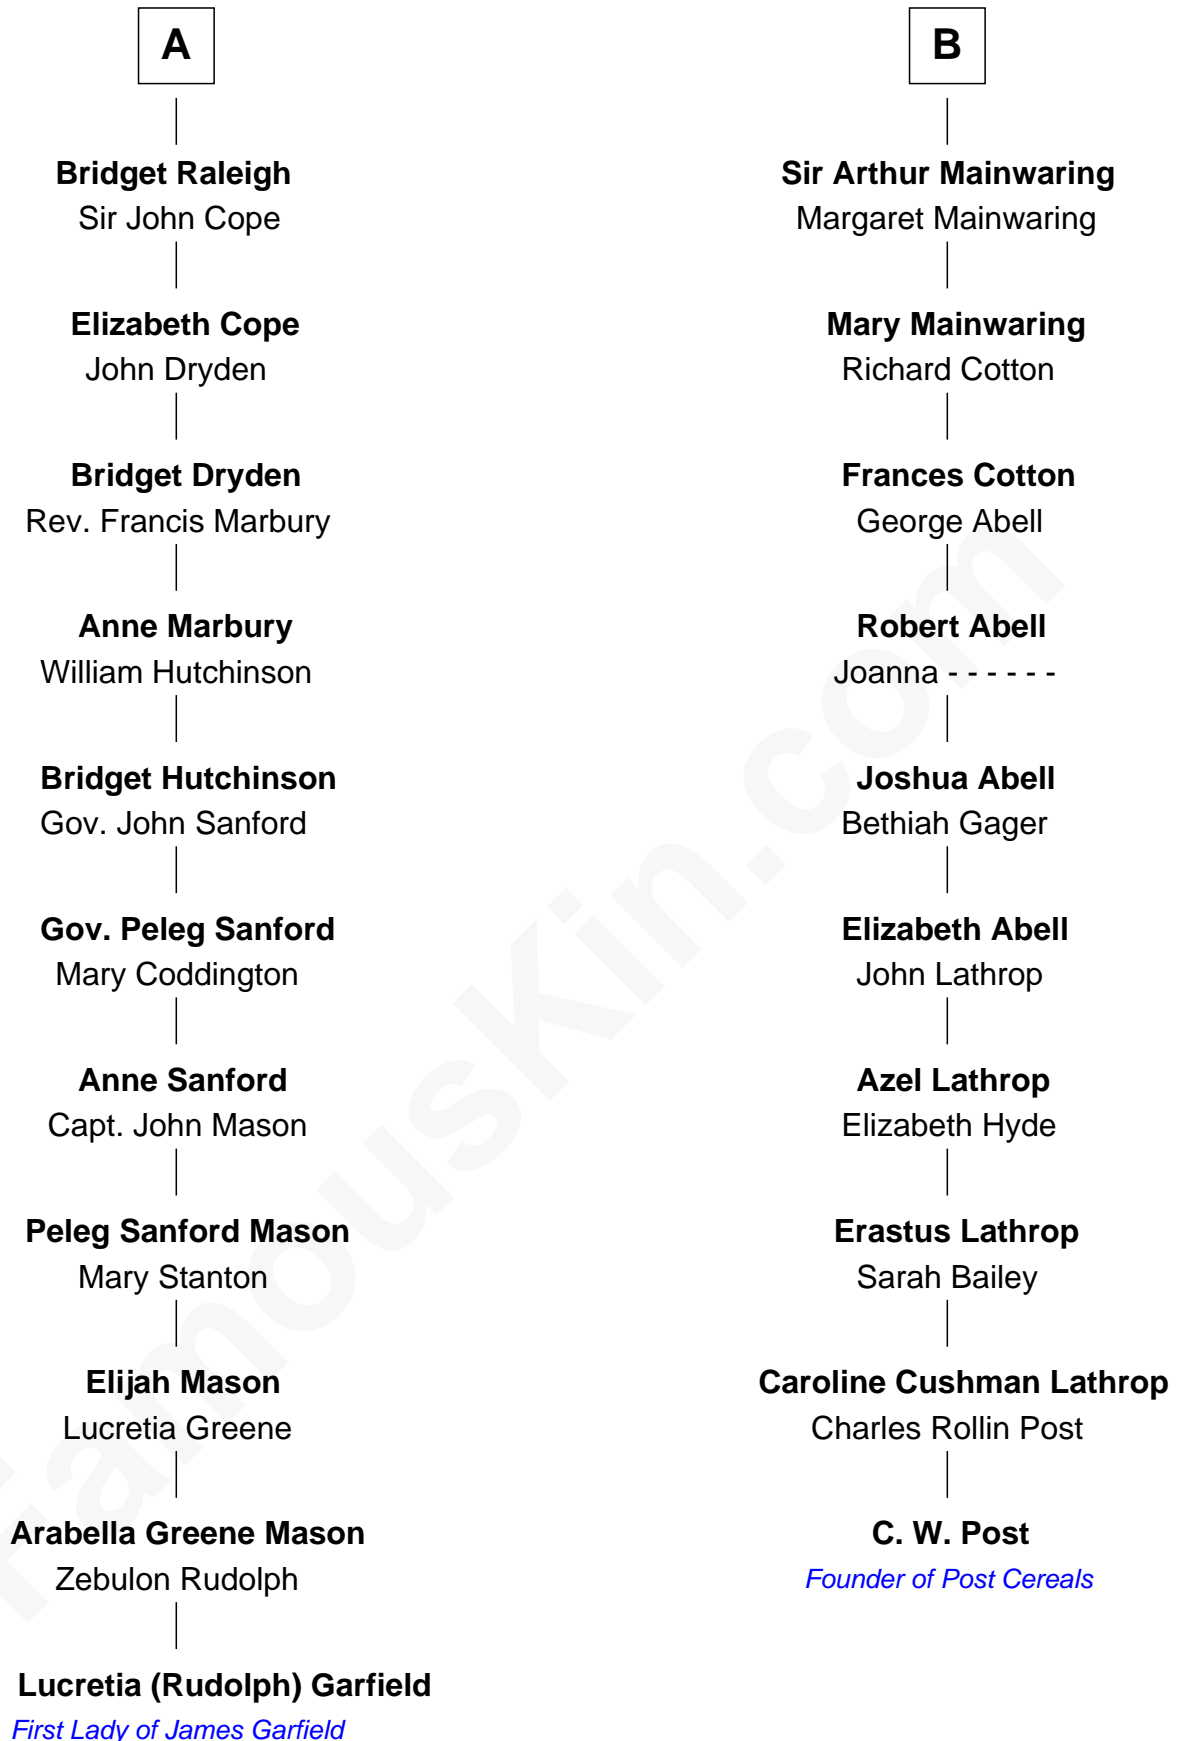 A
Bridget Raleigh
Sir John Cope
Elizabeth Cope
John Dryden
Bridget Dryden
Rev. Francis Marbury
Anne Marbury
William Hutchinson
Bridget Hutchinson
Gov. John Sanford
Gov. Peleg Sanford
Mary Coddington
Anne Sanford
Capt. John Mason
Peleg Sanford Mason
Mary Stanton
Elijah Mason
Lucretia Greene
Arabella Greene Mason
Zebulon Rudolph
Lucretia (Rudolph) Garfield
First Lady of James Garfield
B
Sir Arthur Mainwaring
Margaret Mainwaring
Mary Mainwaring
Richard Cotton
Frances Cotton
George Abell
Robert Abell
Joanna - - - - - -
Joshua Abell
Bethiah Gager
Elizabeth Abell
John Lathrop
Azel Lathrop
Elizabeth Hyde
Erastus Lathrop
Sarah Bailey
Caroline Cushman Lathrop
Charles Rollin Post
C. W. Post
Founder of Post Cereals
FamousKin.com